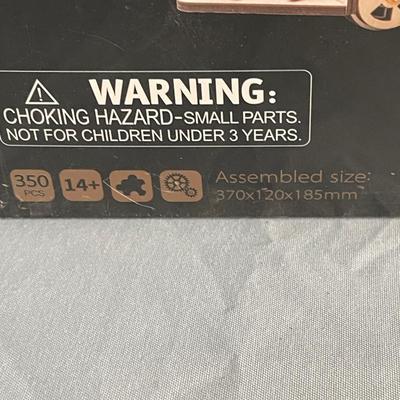 WARNING:
CHOKING HAZARD-SMALL PARTS.
NOT FOR CHILDREN UNDER 3 YEARS.
350
PCS
14+
Assembled size:
370x120x185mm